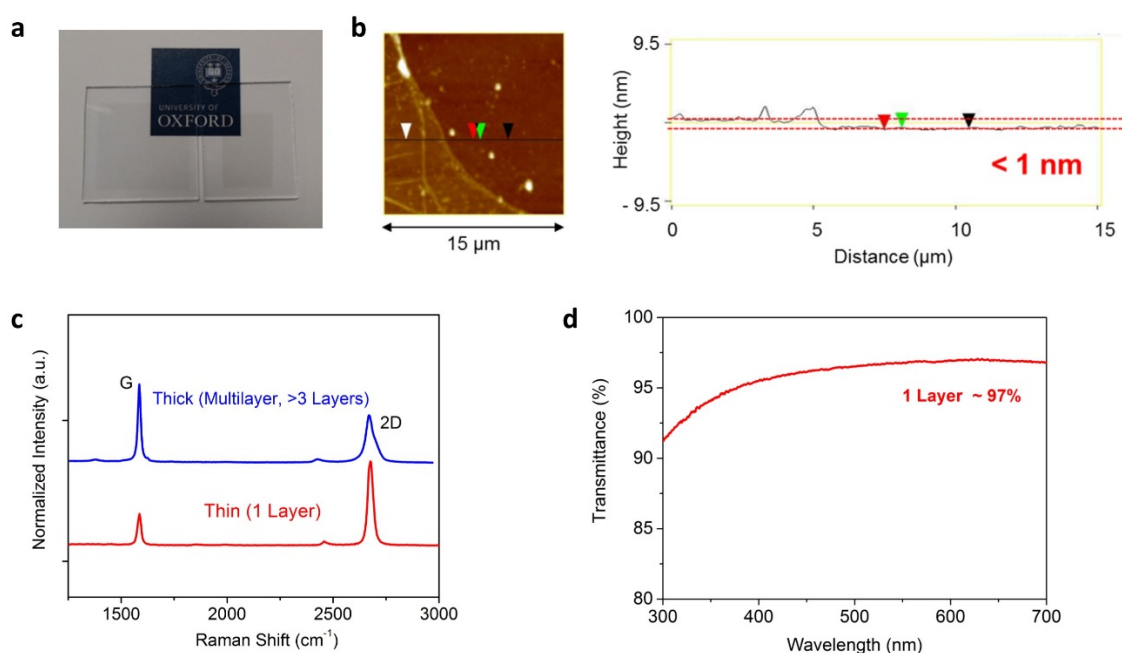 a
UNIVERSITY OF
OXFORD
b
15 µm
9.5
- 9.5
Height (nm)
< 1 nm
0
5
10
15
Distance (µm)
c
Normalized Intensity (a.u.)
G
Thick (Multilayer, >3 Layers)
2D
Thin (1 Layer)
1500
2000
2500
3000
Raman Shift (cm⁻¹)
d
Transmittance (%)
100
95
90
85
80
1 Layer ~ 97%
300
400
500
600
700
Wavelength (nm)